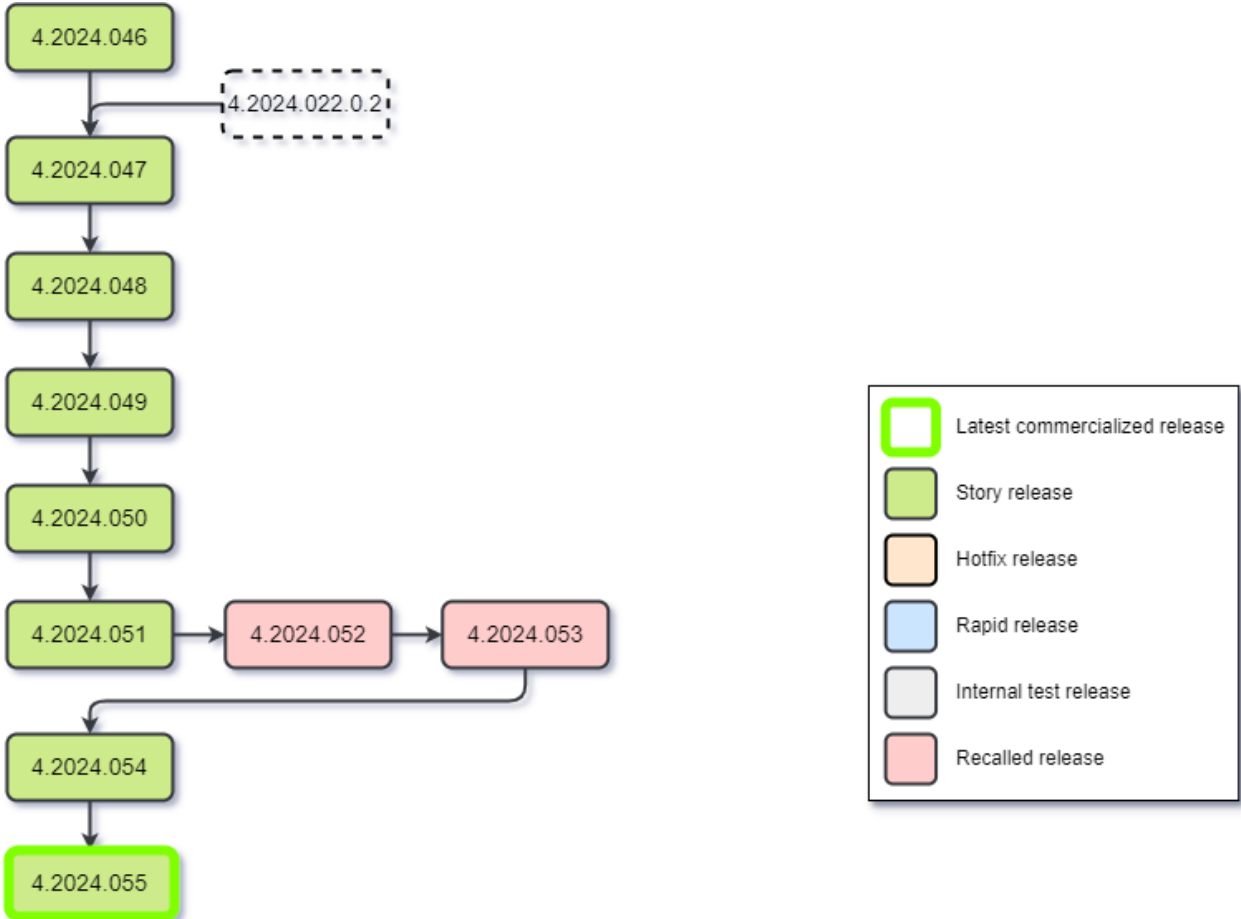 4.2024.046
4.2024.022.0.2
4.2024.047
4.2024.048
4.2024.049
4.2024.050
4.2024.051
4.2024.052
4.2024.053
4.2024.054
4.2024.055
Latest commercialized release
Story release
Hotfix release
Rapid release
Internal test release
Recalled release